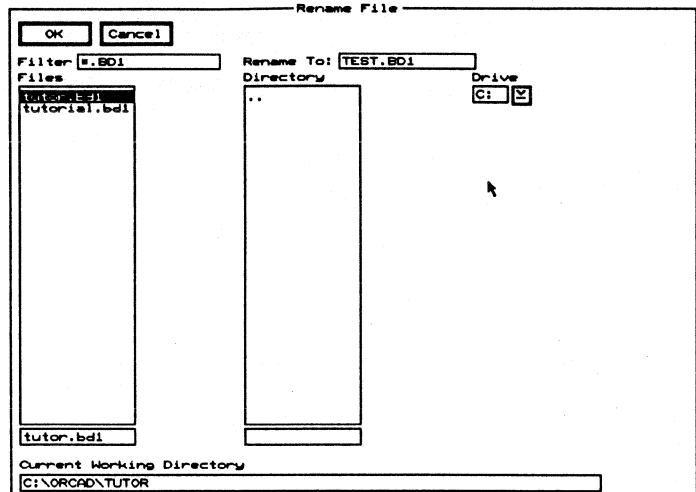 Rename File
OK Cancel
Filter *.BD1 Rename To: TEST.BD1
Files Directory Drive
tutor.bd1 .. C:
tutorial.bd1
tutor.bd1
Current Working Directory
C:\ORCAD\TUTOR